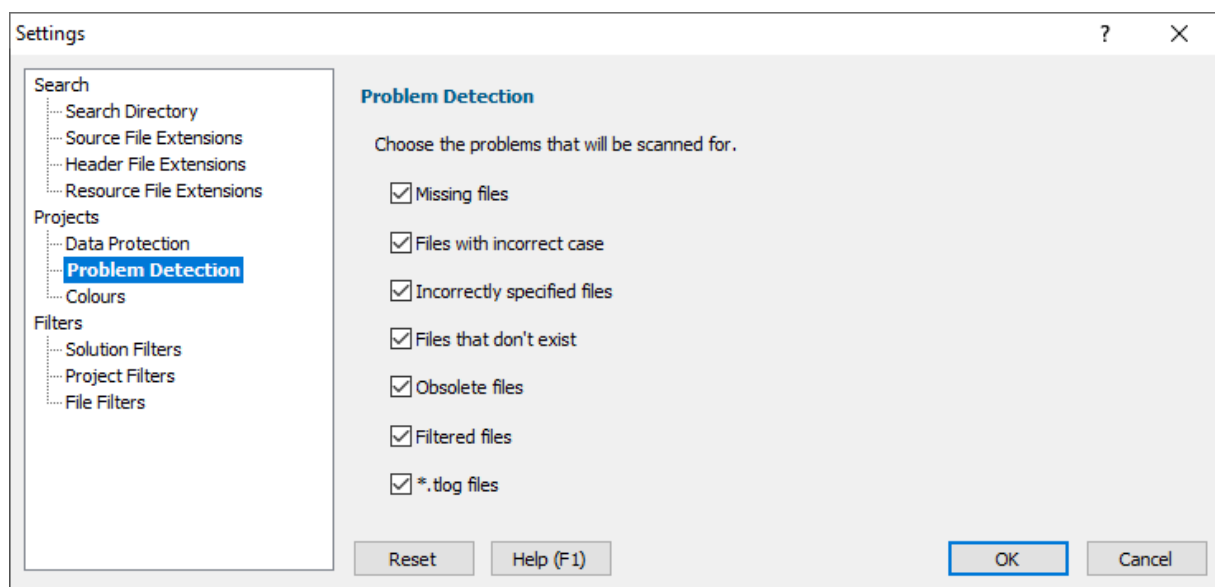 Settings
?
Search
Search Directory
Source File Extensions
Header File Extensions
Resource File Extensions
Projects
Data Protection
Problem Detection
Colours
Filters
Solution Filters
Project Filters
File Filters
Problem Detection
Choose the problems that will be scanned for.
Missing files
Files with incorrect case
Incorrectly specified files
Files that don't exist
Obsolete files
Filtered files
*.tlog files
Reset
Help (F1)
OK
Cancel